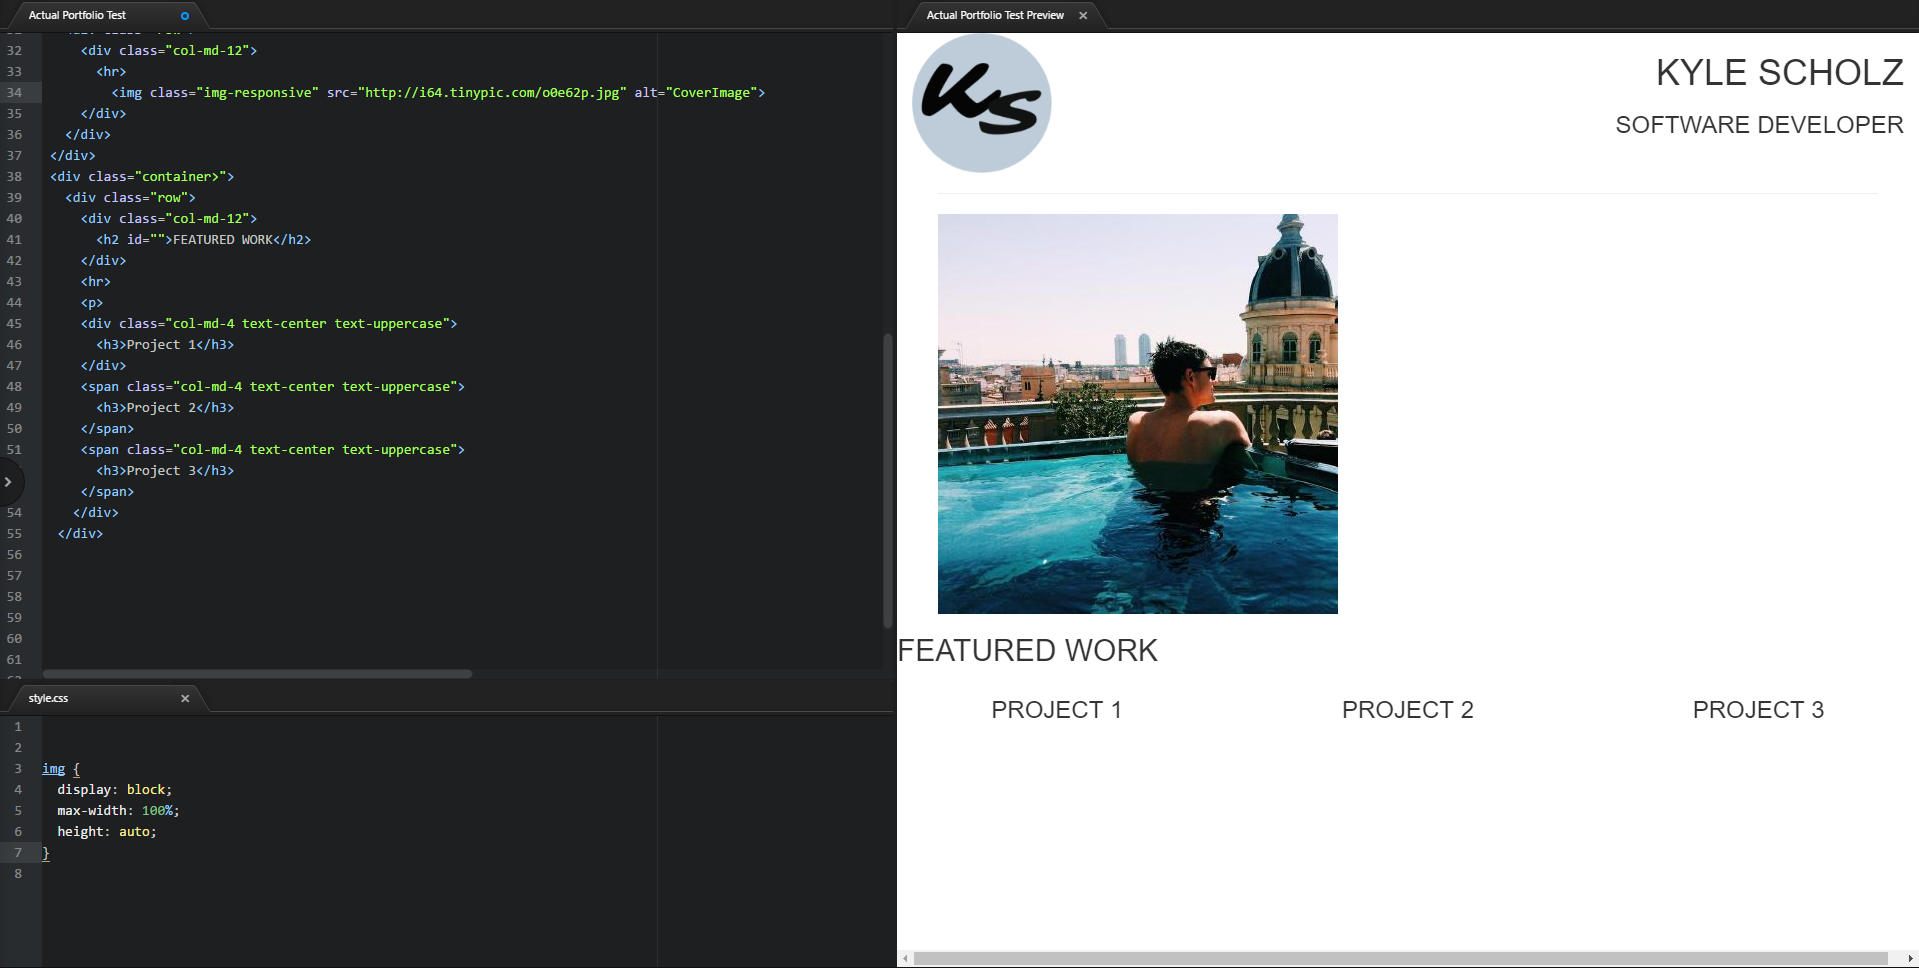 Actual Portfolio Test
32 <div class="col-md-12">
33 <hr>
34 <img class="img-responsive" src="http://i64.tinypic.com/o0e62p.jpg" alt="CoverImage">
35 </div>
36 </div>
37 </div>
38 <div class="container>">
39 <div class="row">
40 <div class="col-md-12">
41 <h2 id="">FEATURED WORK</h2>
42 </div>
43 <hr>
44 <p>
45 <div class="col-md-4 text-center text-uppercase">
46 <h3>Project 1</h3>
47 </div>
48 <span class="col-md-4 text-center text-uppercase">
49 <h3>Project 2</h3>
50 </span>
51 <span class="col-md-4 text-center text-uppercase">
<h3>Project 3</h3>
</span>
54 </div>
55 </div>
56
57
58
59
60
61
style.css
1
2
3 img {
4 display: block;
5 max-width: 100%;
6 height: auto;
7 }
8
Actual Portfolio Test Preview
KS
KYLE SCHOLZ
SOFTWARE DEVELOPER
FEATURED WORK
PROJECT 1 PROJECT 2 PROJECT 3